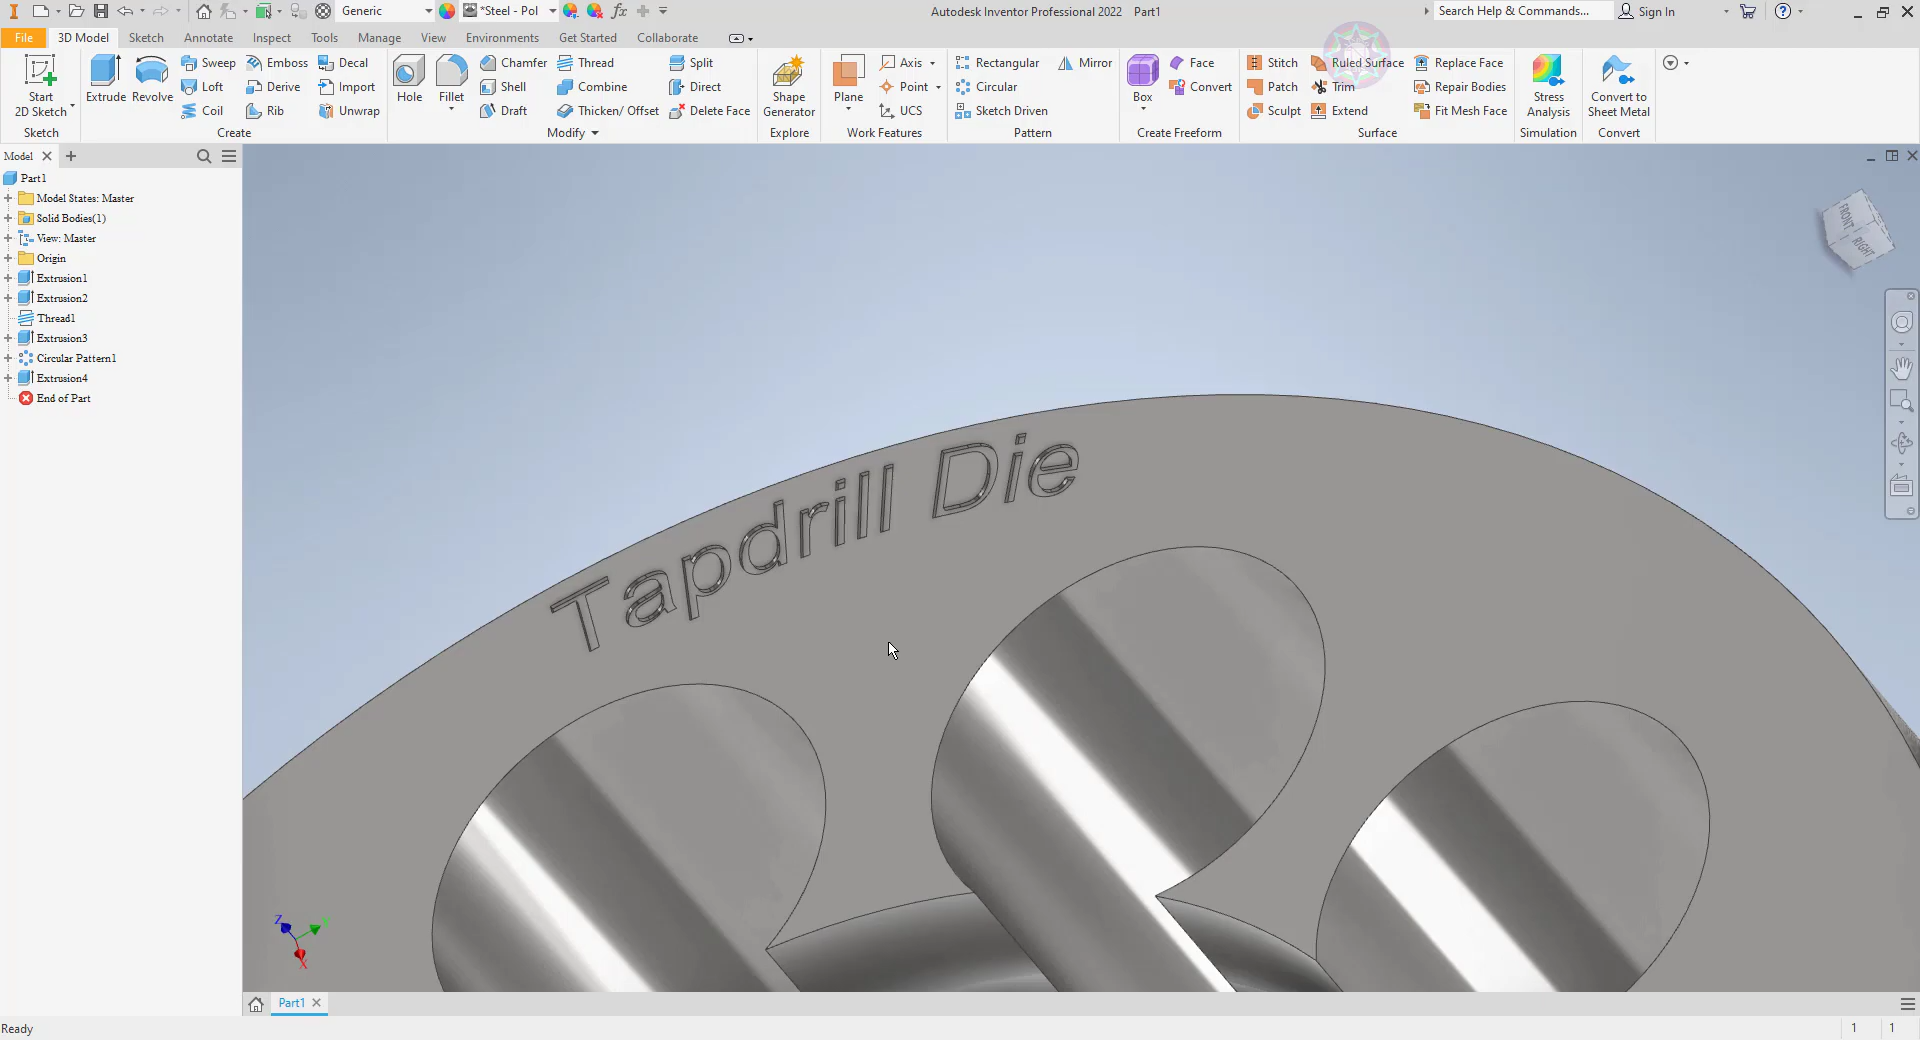 Generic
*Steel - Pol
fx
Autodesk Inventor Professional 2022 Part1
Search Help & Commands...
Sign In
File
3D Model
Sketch
Annotate
Inspect
Tools
Manage
View
Environments
Get Started
Collaborate
Start
2D Sketch
Sketch
Extrude
Revolve
Sweep
Loft
Coil
Emboss
Derive
Rib
Decal
Import
Unwrap
Create
Hole
Fillet
Chamfer
Shell
Draft
Thread
Combine
Thicken/ Offset
Split
Direct
Delete Face
Modify
Shape
Generator
Explore
Plane
Axis
Point
UCS
Work Features
Rectangular
Circular
Sketch Driven
Mirror
Pattern
Box
Face
Convert
Create Freeform
Stitch
Patch
Sculpt
Ruled Surface
Trim
Extend
Replace Face
Repair Bodies
Fit Mesh Face
Surface
Stress
Analysis
Simulation
Convert to
Sheet Metal
Convert
Model
Part1
Model States: Master
Solid Bodies(1)
View: Master
Origin
Extrusion1
Extrusion2
Thread1
Extrusion3
Circular Pattern1
Extrusion4
End of Part
FRONT
RIGHT
Tapdrill Die
Z
Y
X
Part1
Ready
1
1